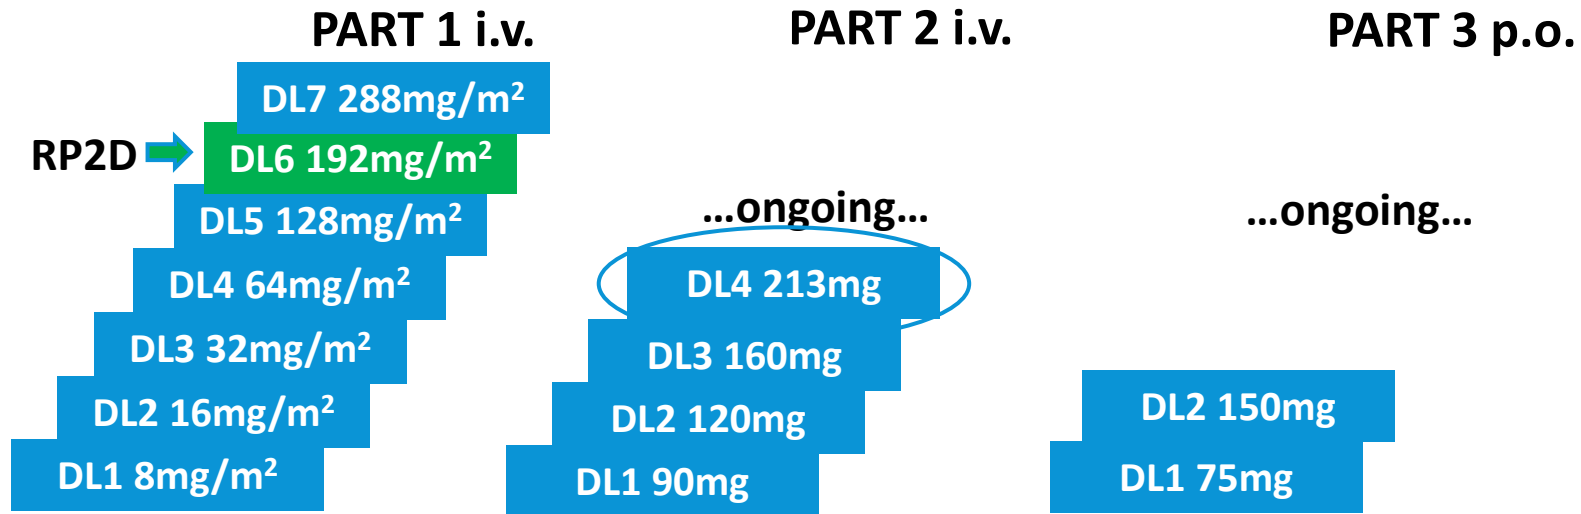 PART 1 i.v.
DL7 288mg/m²
RP2D
DL6 192mg/m²
DL5 128mg/m²
DL4 64mg/m²
DL3 32mg/m²
DL2 16mg/m²
DL1 8mg/m²
PART 2 i.v.
...ongoing...
DL4 213mg
DL3 160mg
DL2 120mg
DL1 90mg
PART 3 p.o.
...ongoing...
DL2 150mg
DL1 75mg